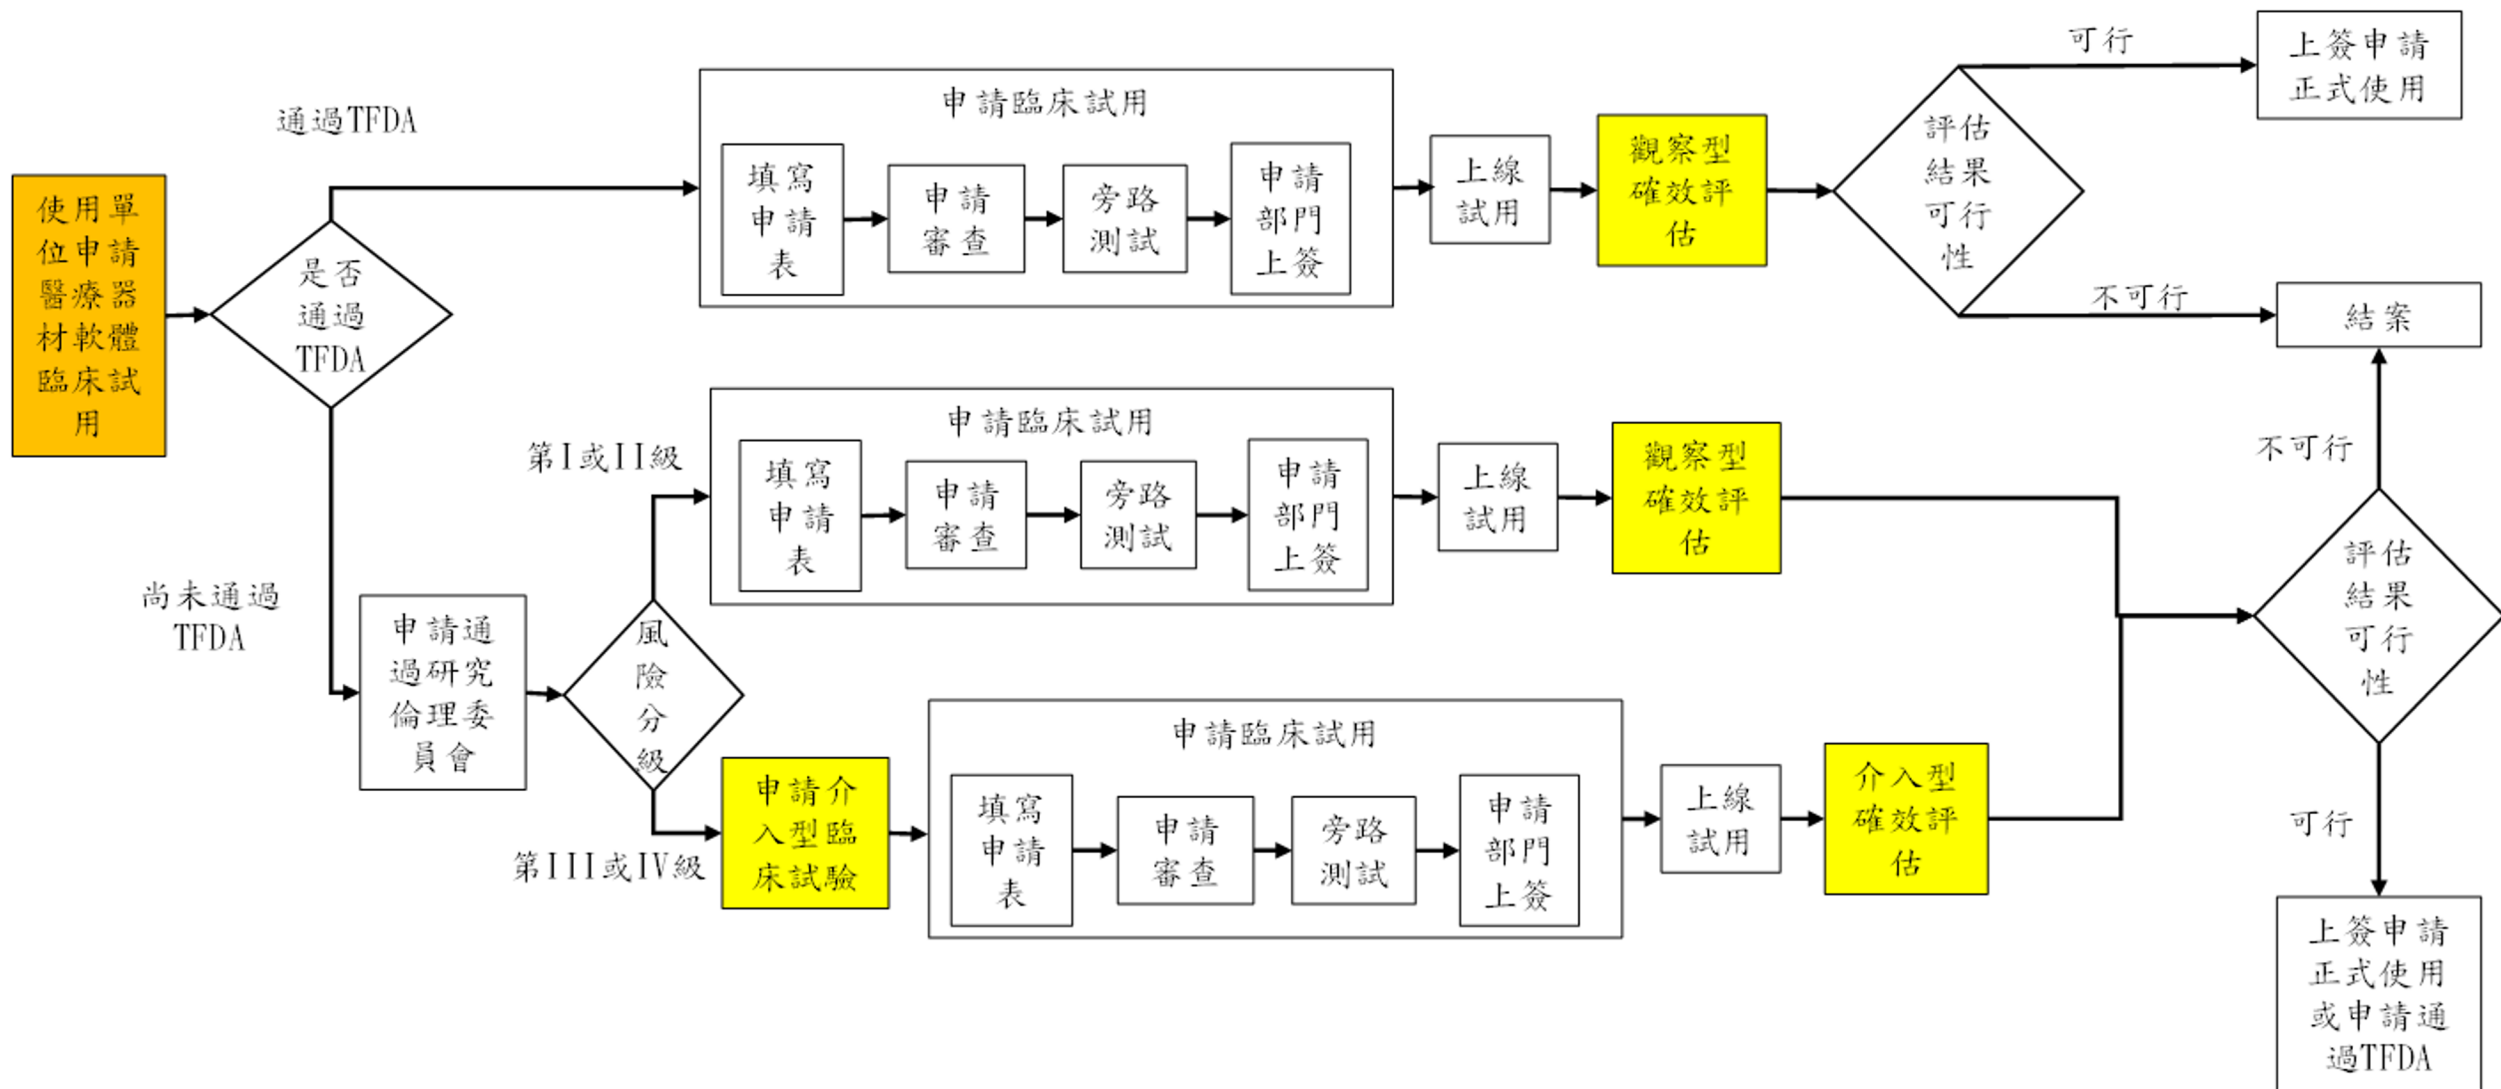 使用單
位申請
醫療器
材軟體
臨床試
用
是否
通過
TFDA
通過TFDA
申請臨床試用
填寫
申請
表
申請
審查
旁路
測試
申請
部門
上簽
上線
試用
觀察型
確效評
估
評估
結果
可行
性
可行
上簽申請
正式使用
不可行
結案
尚未通過
TFDA
申請通
過研究
倫理委
員會
風
險
分
級
第I或II級
申請臨床試用
填寫
申請
表
申請
審查
旁路
測試
申請
部門
上簽
上線
試用
觀察型
確效評
估
第III或IV級
申請介
入型臨
床試驗
申請臨床試用
填寫
申請
表
申請
審查
旁路
測試
申請
部門
上簽
上線
試用
介入型
確效評
估
評估
結果
可行
性
不可行
可行
上簽申請
正式使用
或申請通
過TFDA